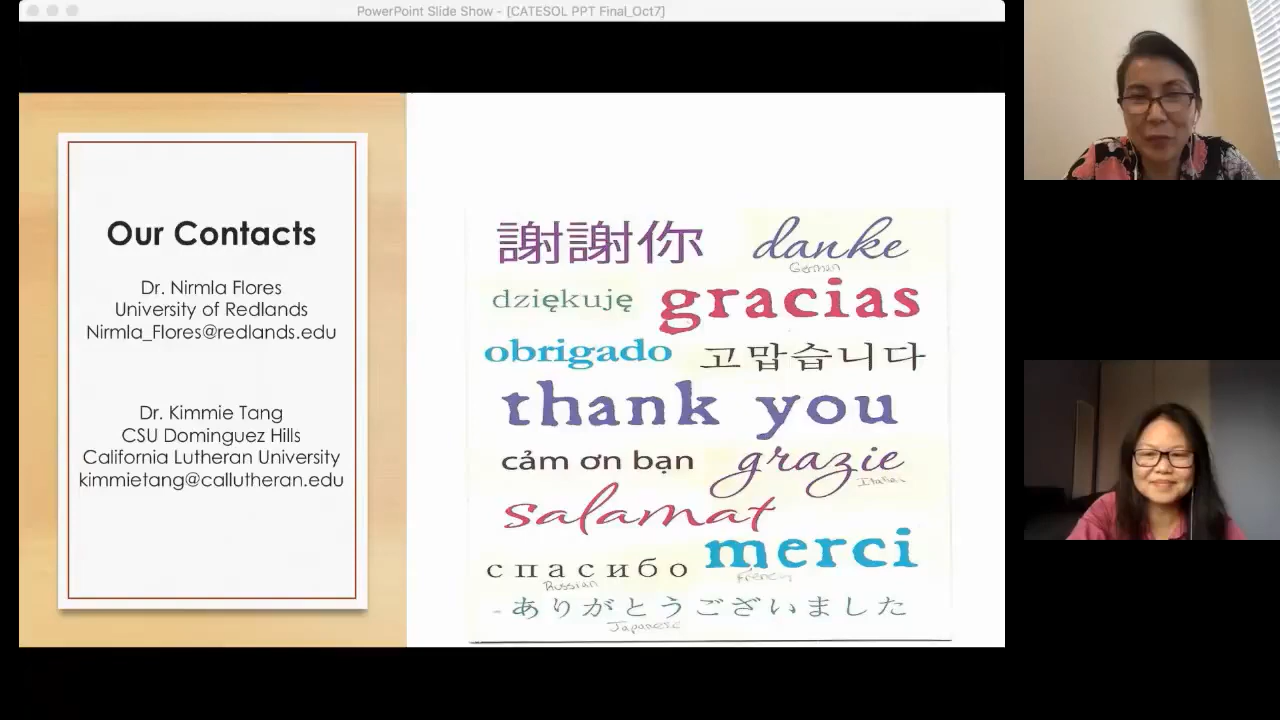 PowerPoint Slide Show - [CATESOL PPT Final_Oct7]
Our Contacts
Dr. Nirmla Flores
University of Redlands
Nirmla_Flores@redlands.edu
Dr. Kimmie Tang
CSU Dominguez Hills
California Lutheran University
kimmietang@callutheran.edu
謝謝你 danke
German
dziękuję gracias
obrigado 고맙습니다
thank you
cảm ơn bạn grazie
Italian
salamat
merci
спасибо
Russian French
ありがとうございました
Japanese